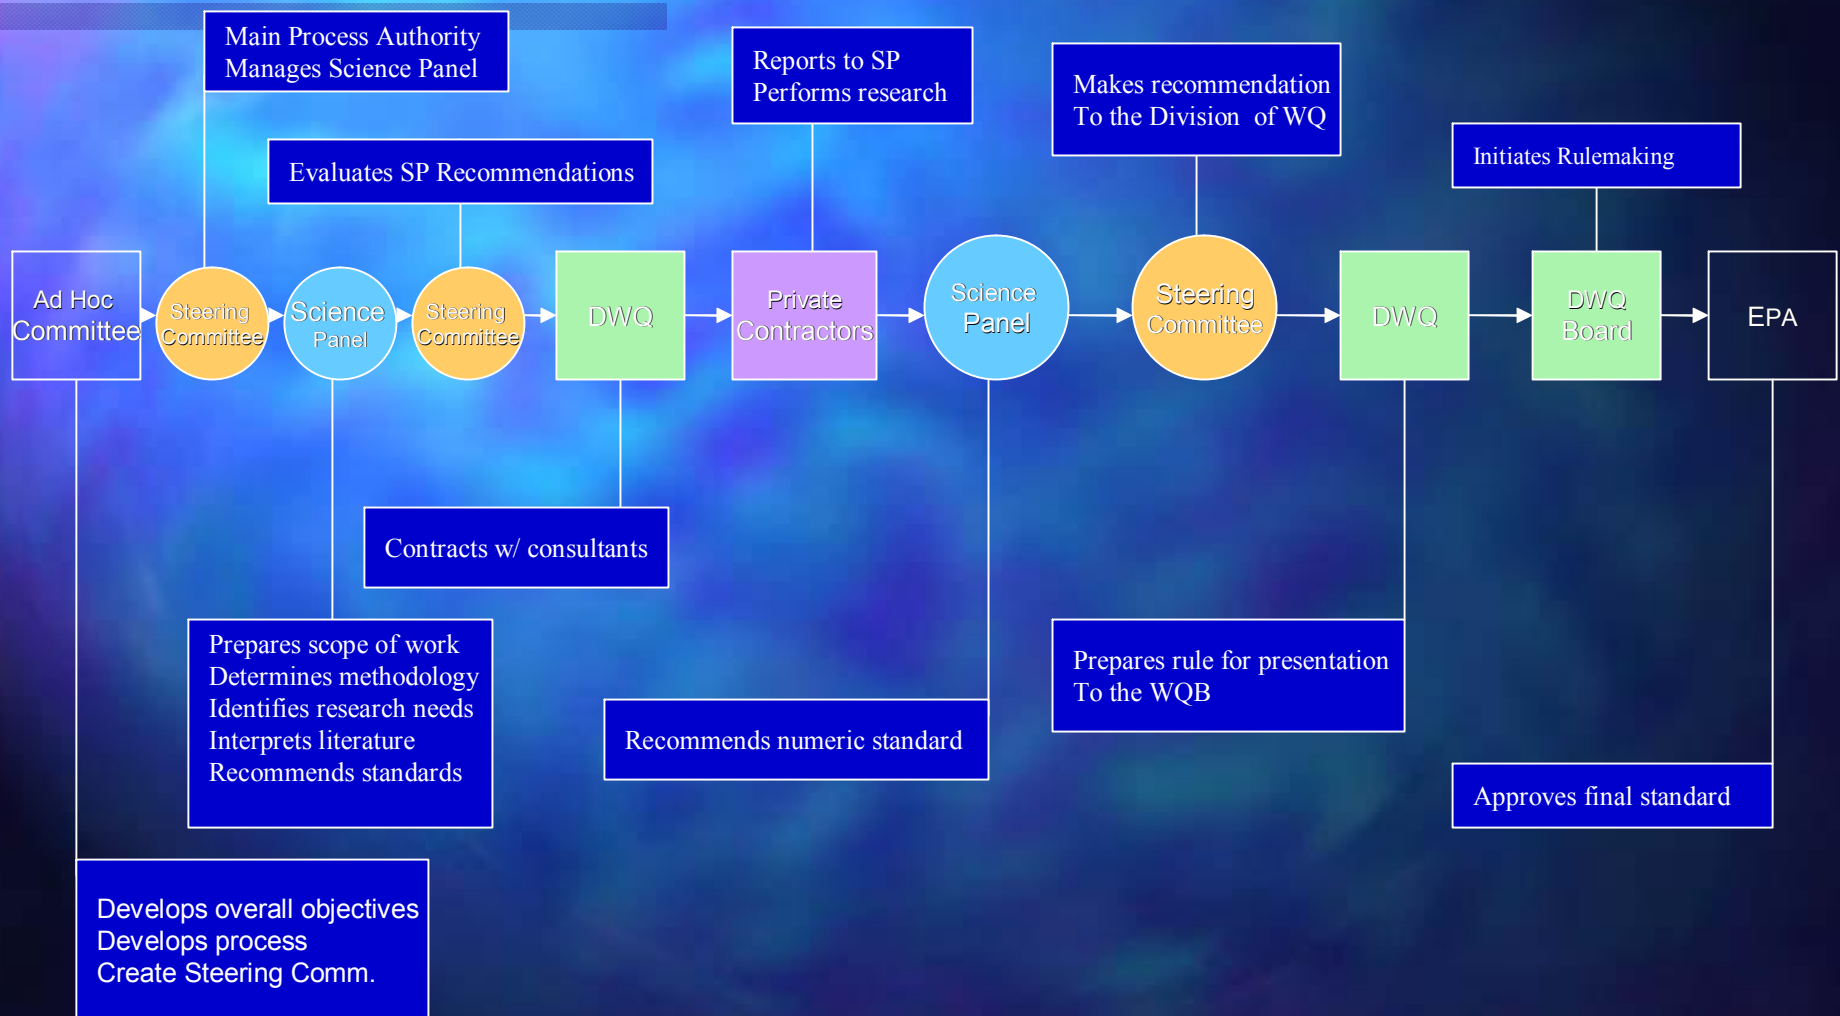 Main Process Authority
Manages Science Panel
Reports to SP
Performs research
Makes recommendation
To the Division of WQ
Evaluates SP Recommendations
Initiates Rulemaking
Ad Hoc
Committee
Steering
Committee
Science
Panel
Steering
Committee
DWQ
Private
Contractors
Science
Panel
Steering
Committee
DWQ
DWQ
Board
EPA
Contracts w/ consultants
Prepares scope of work
Determines methodology
Identifies research needs
Interprets literature
Recommends standards
Recommends numeric standard
Prepares rule for presentation
To the WQB
Approves final standard
Develops overall objectives
Develops process
Create Steering Comm.